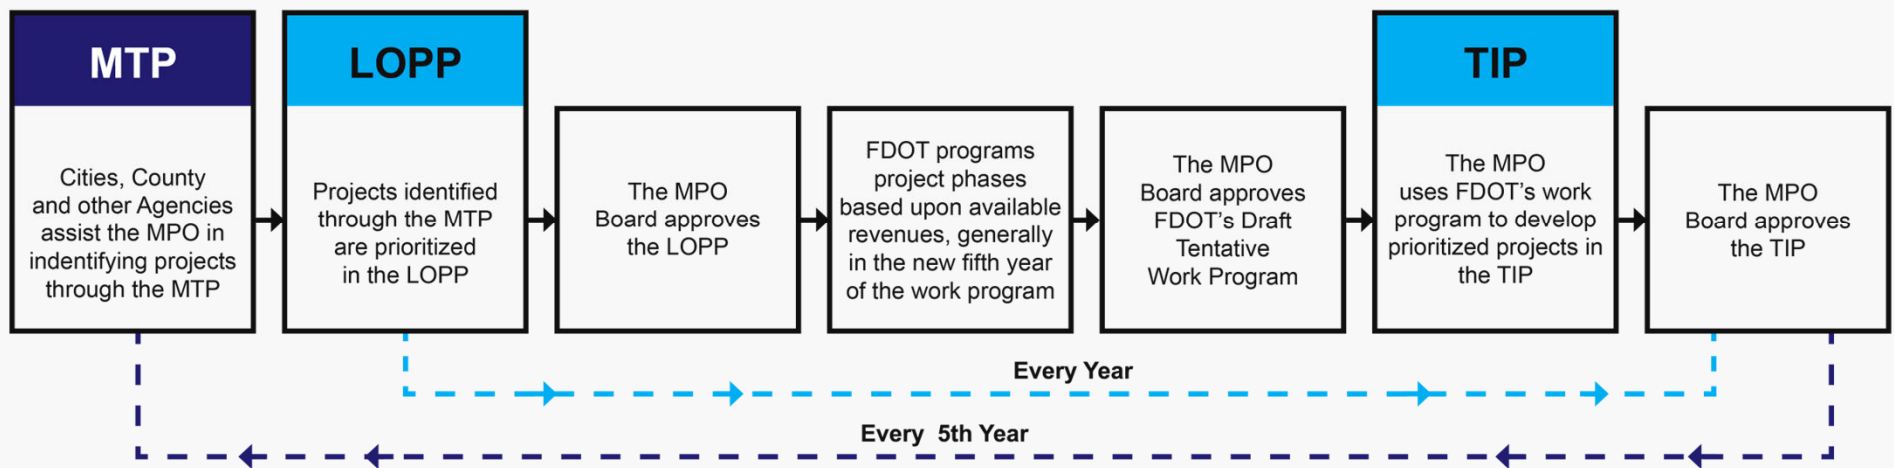 MTP
Cities, County
and other Agencies
assist the MPO in
indentifying projects
through the MTP
LOPP
Projects identified
through the MTP
are prioritized
in the LOPP
The MPO
Board approves
the LOPP
FDOT programs
project phases
based upon available
revenues, generally
in the new fifth year
of the work program
The MPO
Board approves
FDOT's Draft
Tentative
Work Program
TIP
The MPO
uses FDOT's work
program to develop
prioritized projects in
the TIP
The MPO
Board approves
the TIP
Every Year
Every 5th Year